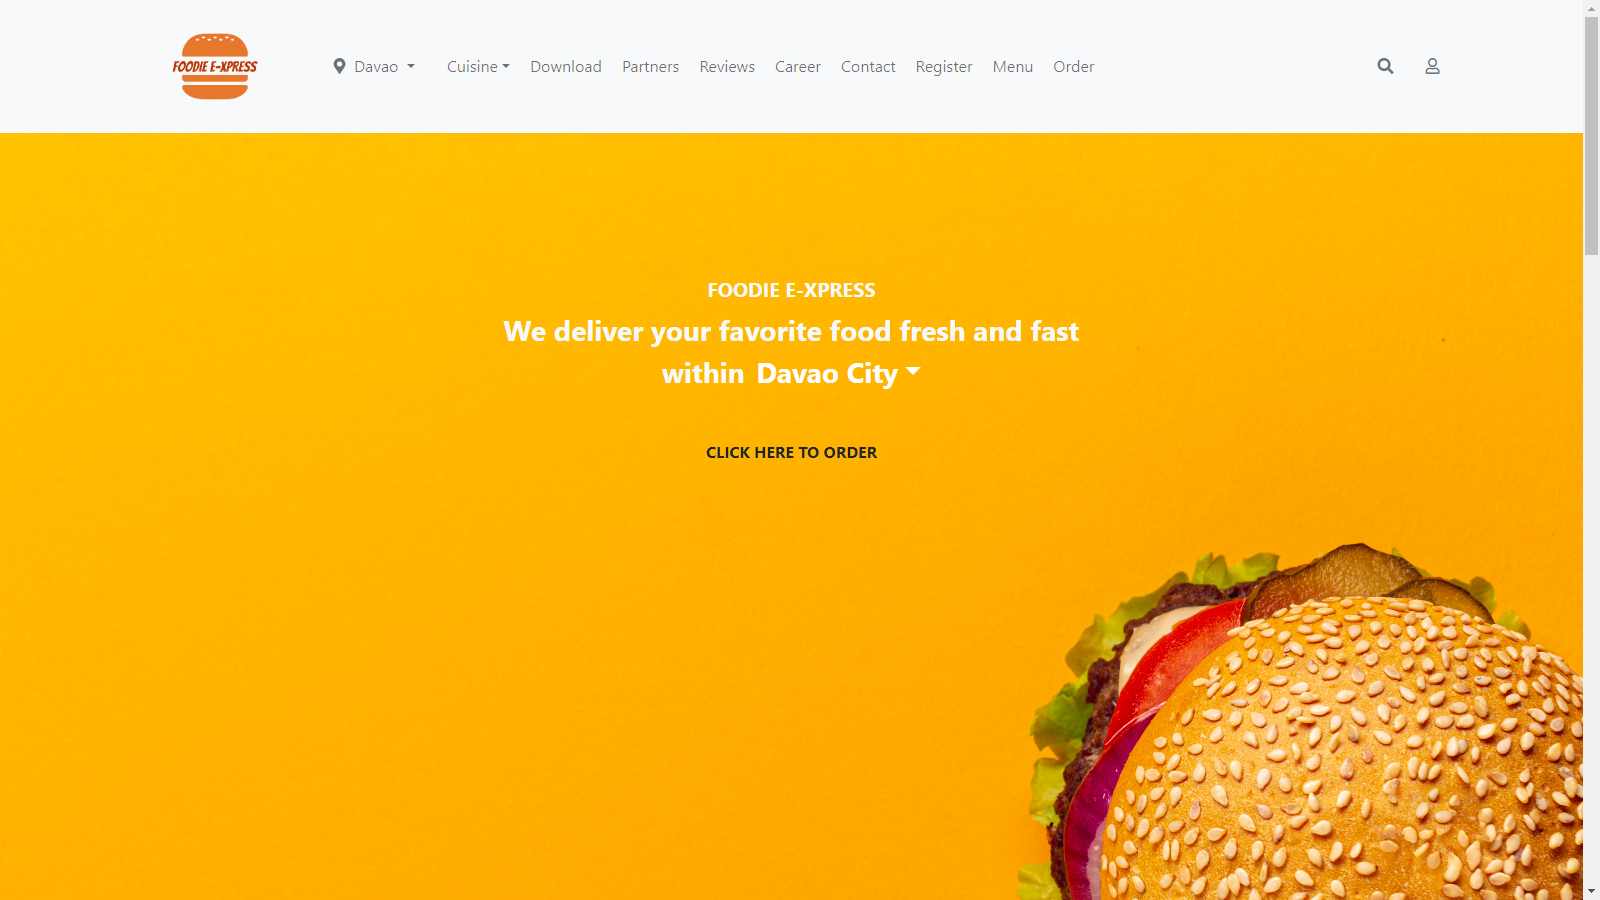 FOODIE E-XPRESS
Davao
Cuisine
Download
Partners
Reviews
Career
Contact
Register
Menu
Order
FOODIE E-XPRESS
We deliver your favorite food fresh and fast
within Davao City
CLICK HERE TO ORDER